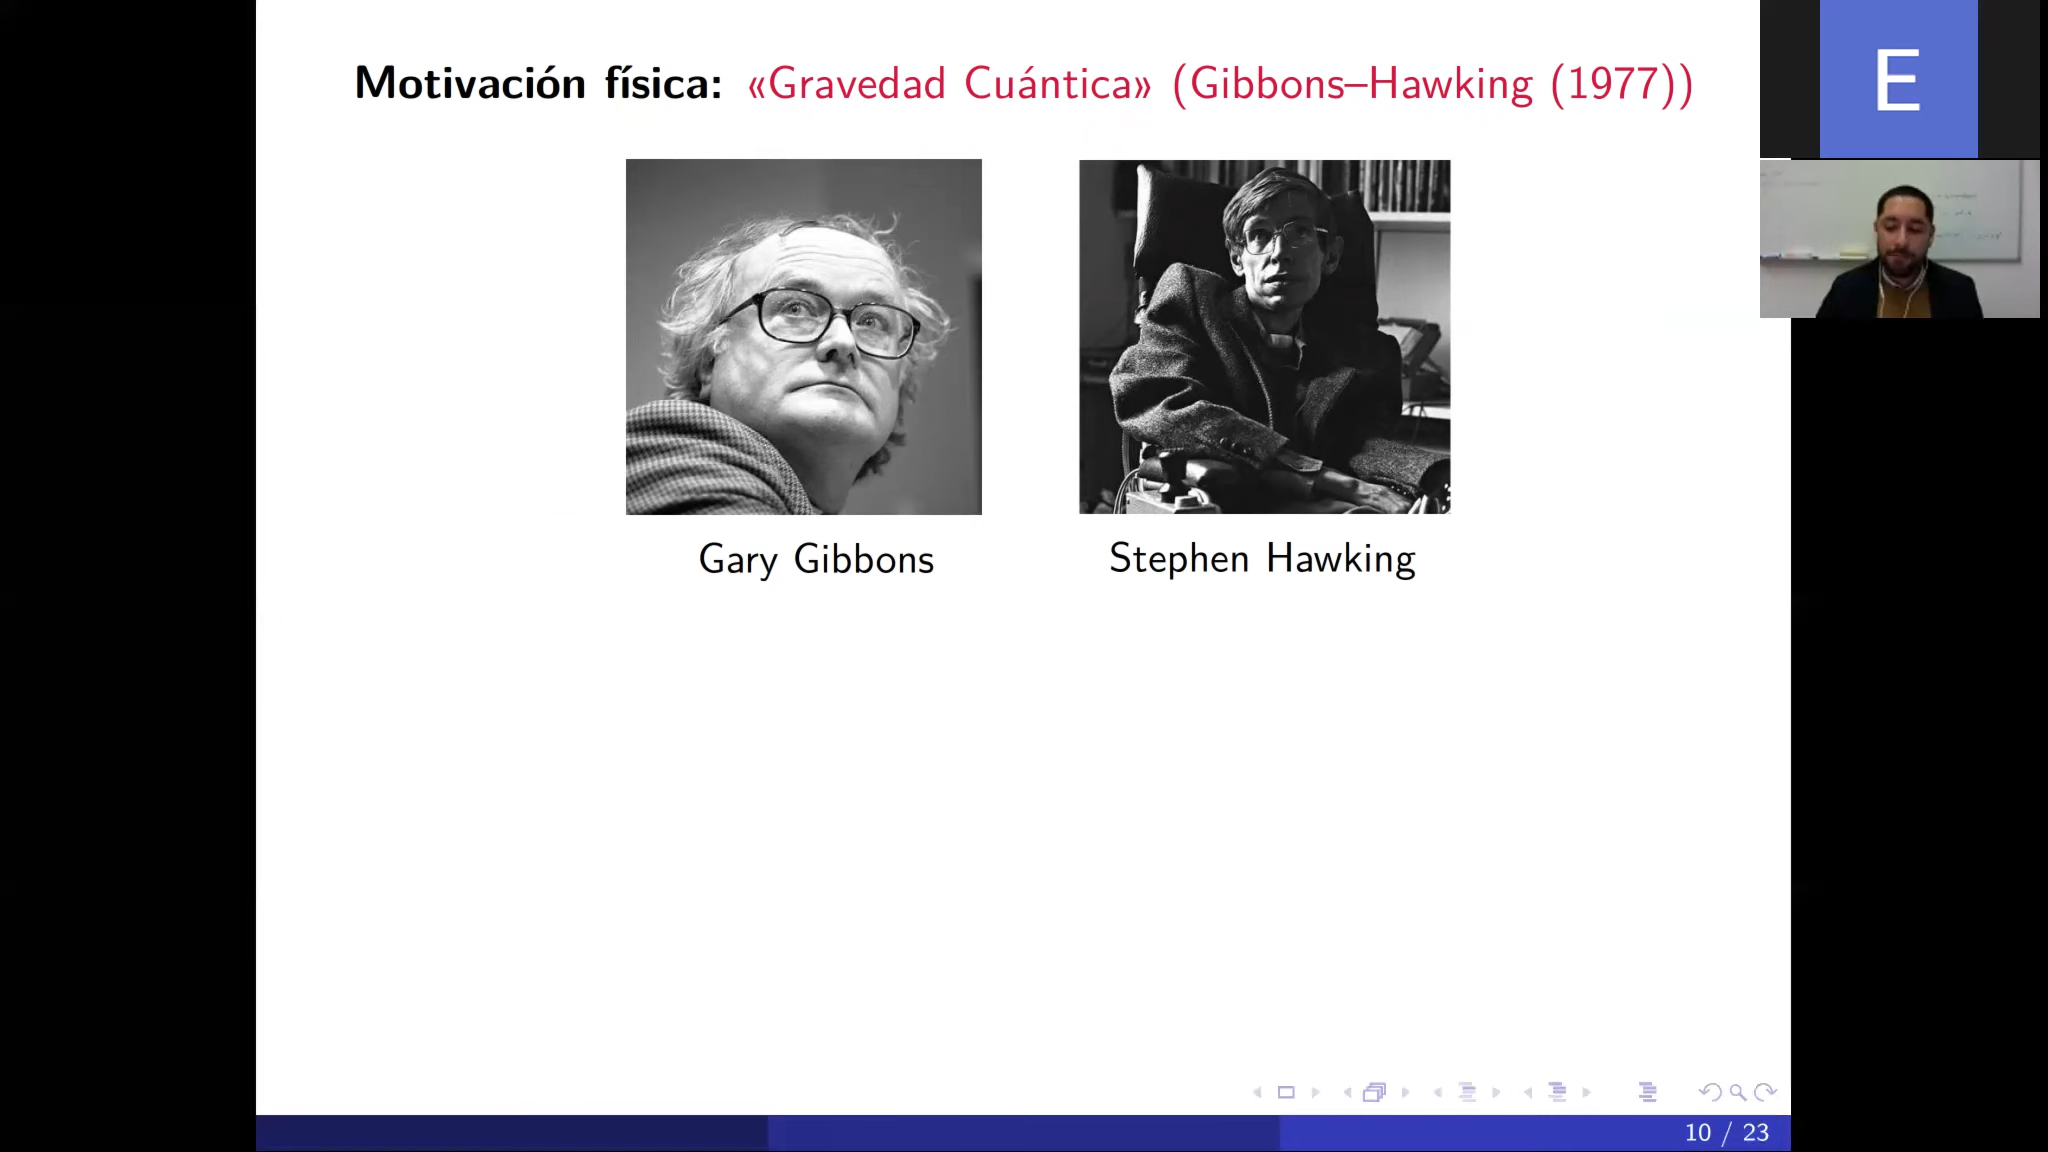 Motivación física: «Gravedad Cuántica» (Gibbons–Hawking (1977))
E
Gary Gibbons
Stephen Hawking
10 / 23